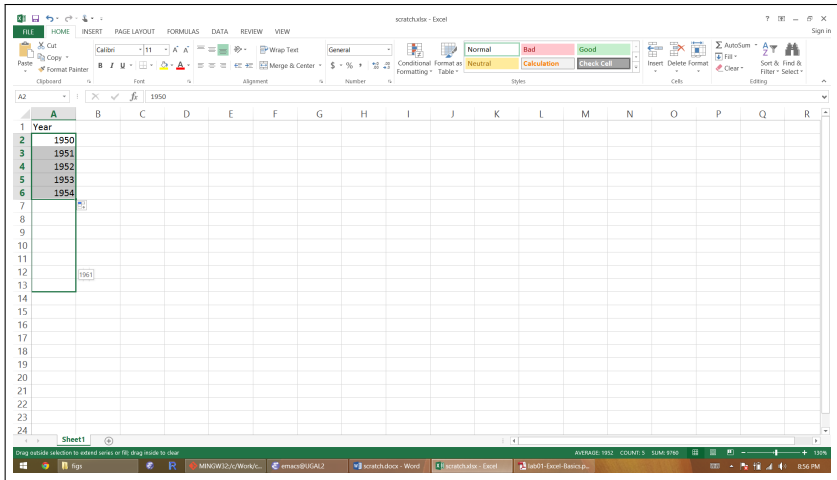 scratch.xlsx - Excel
FILE HOME INSERT PAGE LAYOUT FORMULAS DATA REVIEW VIEW Sign in
Paste
Cut
Copy
Format Painter
Clipboard
Calibri 11
B I U
Font
Wrap Text
Merge & Center
Alignment
General
$ % ,
Number
Conditional Formatting
Format as Table
Normal Bad Good
Neutral Calculation Check Cell
Styles
Insert Delete Format
Cells
AutoSum
Fill
Clear
Sort & Filter
Find & Select
Editing
A2 fx 1950
A B C D E F G H I J K L M N O P Q R
1 Year
2 1950
3 1951
4 1952
5 1953
6 1954
7
8
9
10
11
12 1961
13
14
15
16
17
18
19
20
21
22
23
24
Sheet1
Drag outside selection to extend series or fill; drag inside to clear AVERAGE: 1952 COUNT: 5 SUM: 9760 130%
figs MINGW32:/c/Work/c... emacs@UGAL2 scratch.docx - Word scratch.xlsx - Excel lab01-Excel-Basics.p... 8:56 PM